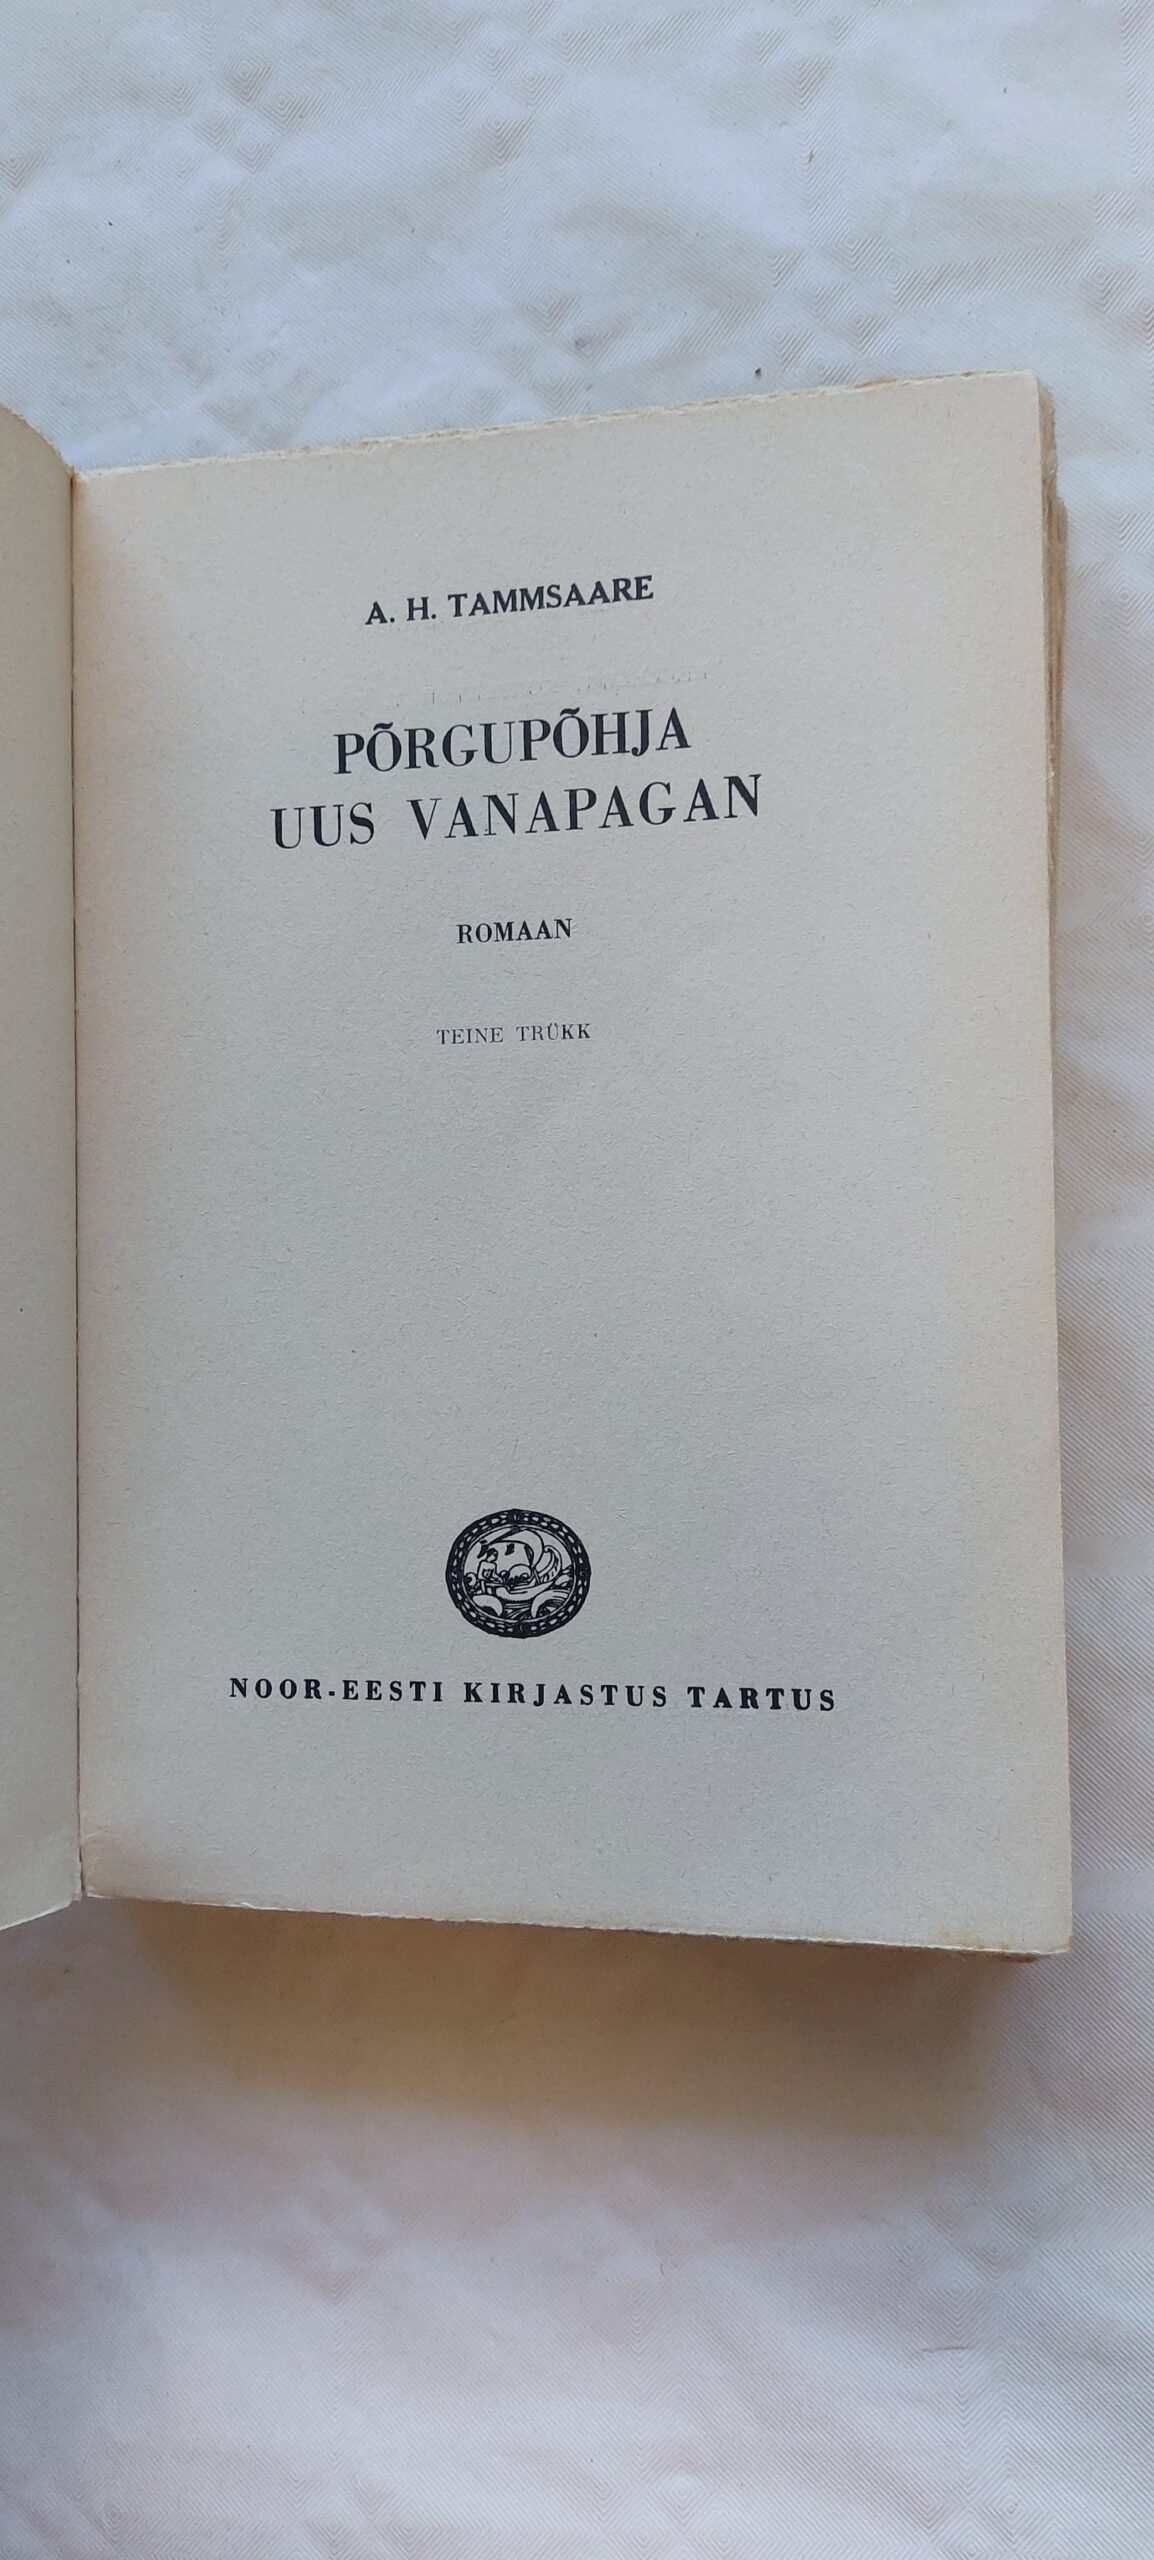 A. H. TAMMSAARE
PÕRGUPÕHJA
UUS VANAPAGAN
ROMAAN
TEINE TRÜKK
NOOR-EESTI KIRJASTUS TARTUS